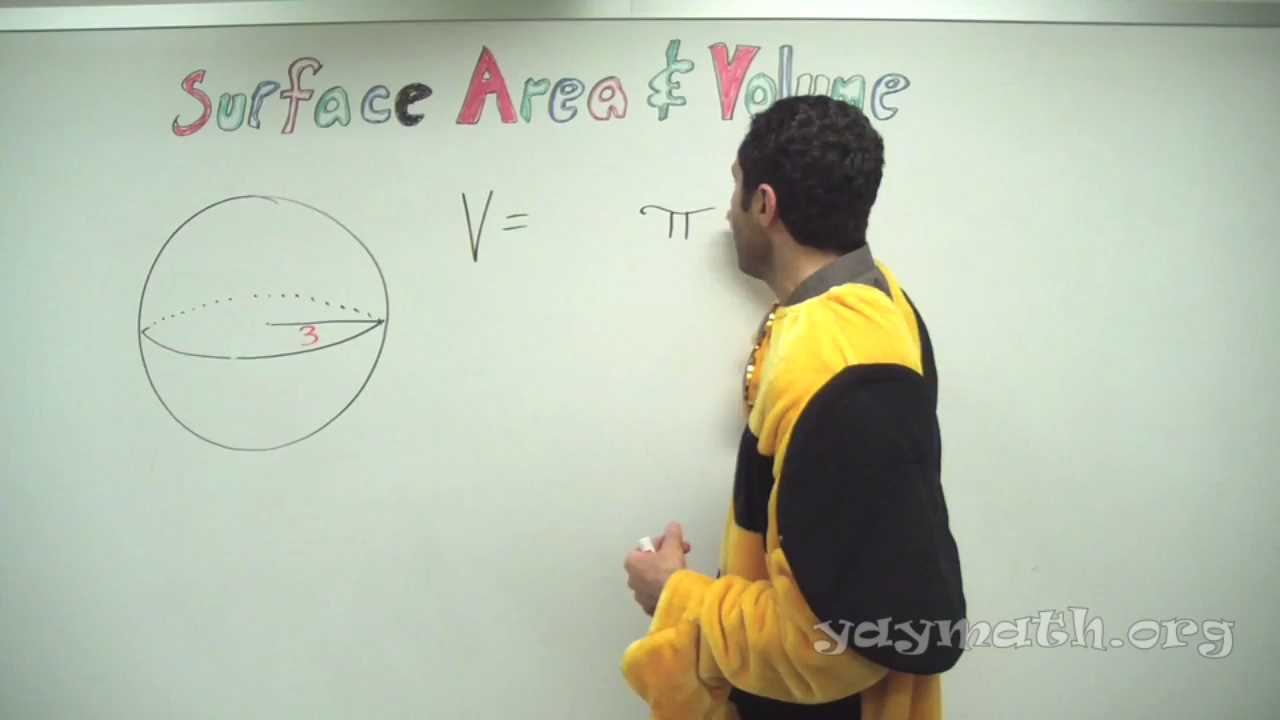 Surface Area & Volume
V = π
3
yaymath.org